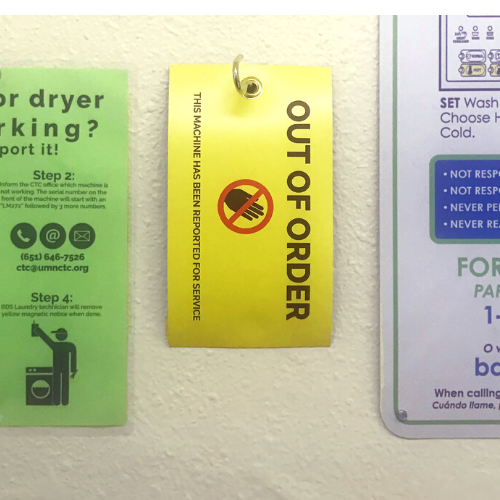 or dryer
rking?
port it!
Step 2:
Inform the CTC office which machine is
not working. The serial number on the
front of the machine will start with an
"LM272" followed by 3 more numbers.
(651) 646-7526
ctc@umnctc.org
Step 4:
BDS Laundry technician will remove
yellow magnetic notice when done.
OUT OF ORDER
THIS MACHINE HAS BEEN REPORTED FOR SERVICE
SET Wash
Choose H
Cold.
• NOT RESP
• NOT RESP
• NEVER PE
• NEVER RE
FOR
PAR
1-
O v
ba
When calling
Cuándo llame, p